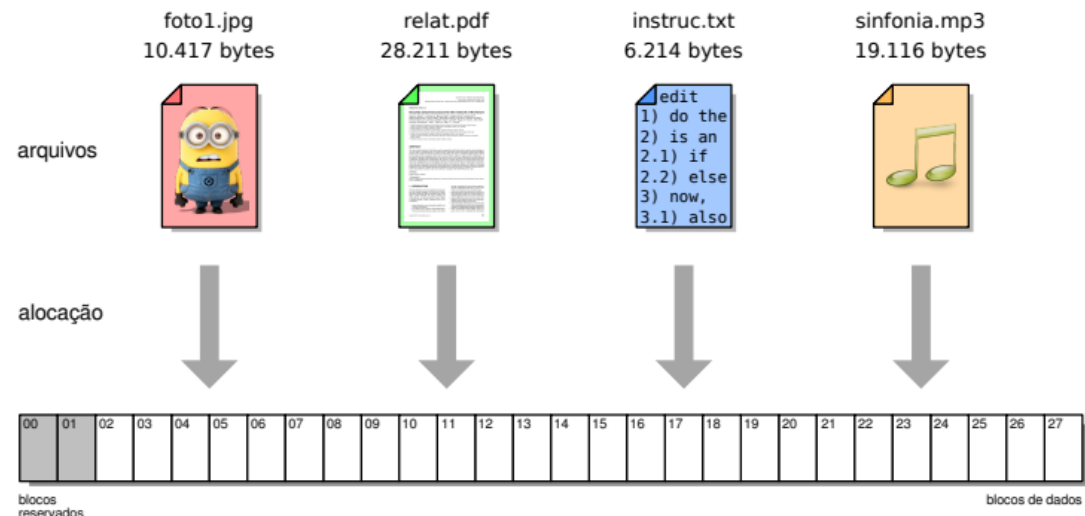 foto1.jpg
10.417 bytes
relat.pdf
28.211 bytes
instruc.txt
6.214 bytes
sinfonia.mp3
19.116 bytes
arquivos
edit
1) do the
2) is an
2.1) if
2.2) else
3) now,
3.1) also
alocação
00 01 02 03 04 05 06 07 08 09 10 11 12 13 14 15 16 17 18 19 20 21 22 23 24 25 26 27
blocos
reservados
blocos de dados